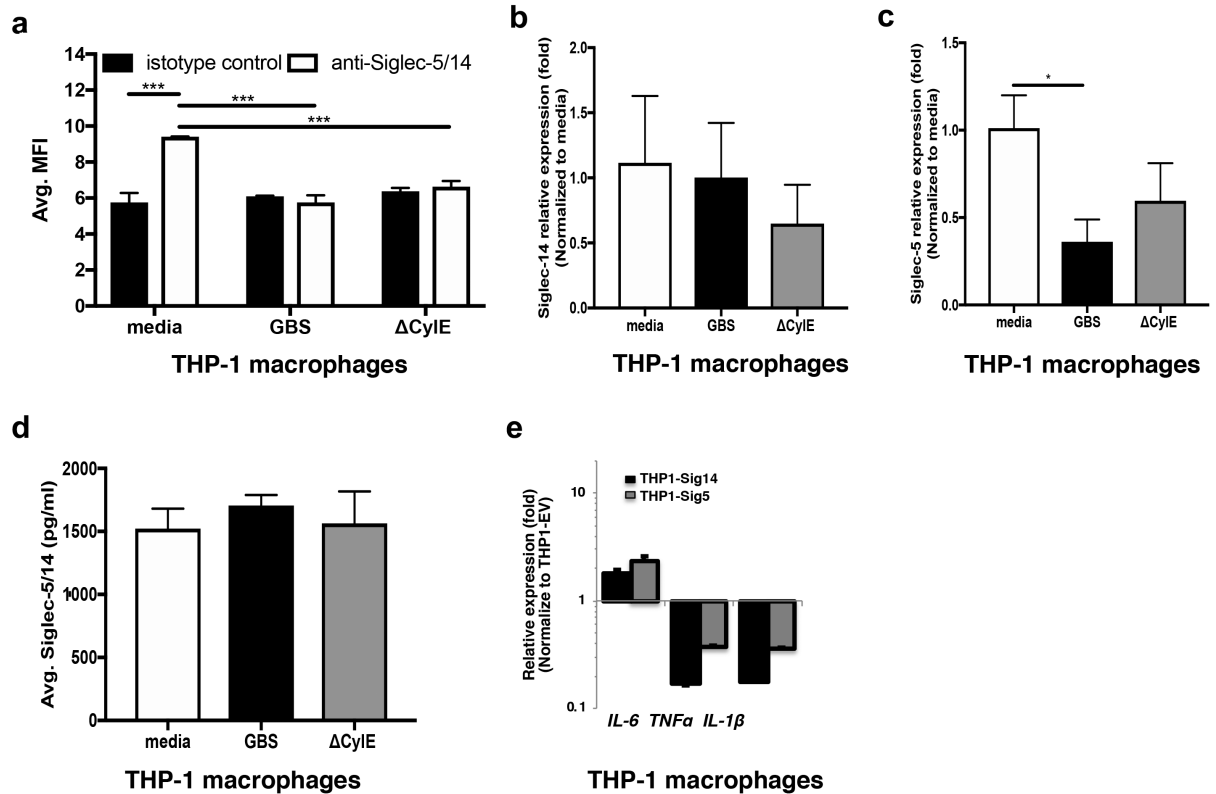 a
14
12
10
8
6
4
2
0
Avg. MFI
istotype control
anti-Siglec-5/14
***
***
***
media
GBS
ΔCylE
THP-1 macrophages
b
2.0
1.5
1.0
0.5
0.0
Siglec-14 relative expression (fold)
(Normalized to media)
media
GBS
ΔCylE
THP-1 macrophages
c
1.5
1.0
0.5
0.0
Siglec-5 relative expression (fold)
(Normalized to media)
*
media
GBS
ΔCylE
THP-1 macrophages
d
2000
1500
1000
500
0
Avg. Siglec-5/14 (pg/ml)
media
GBS
ΔCylE
THP-1 macrophages
e
10
1
0.1
Relative expression (fold)
(Normalize to THP1-EV)
THP1-Sig14
THP1-Sig5
IL-6 TNFα IL-1β
THP-1 macrophages